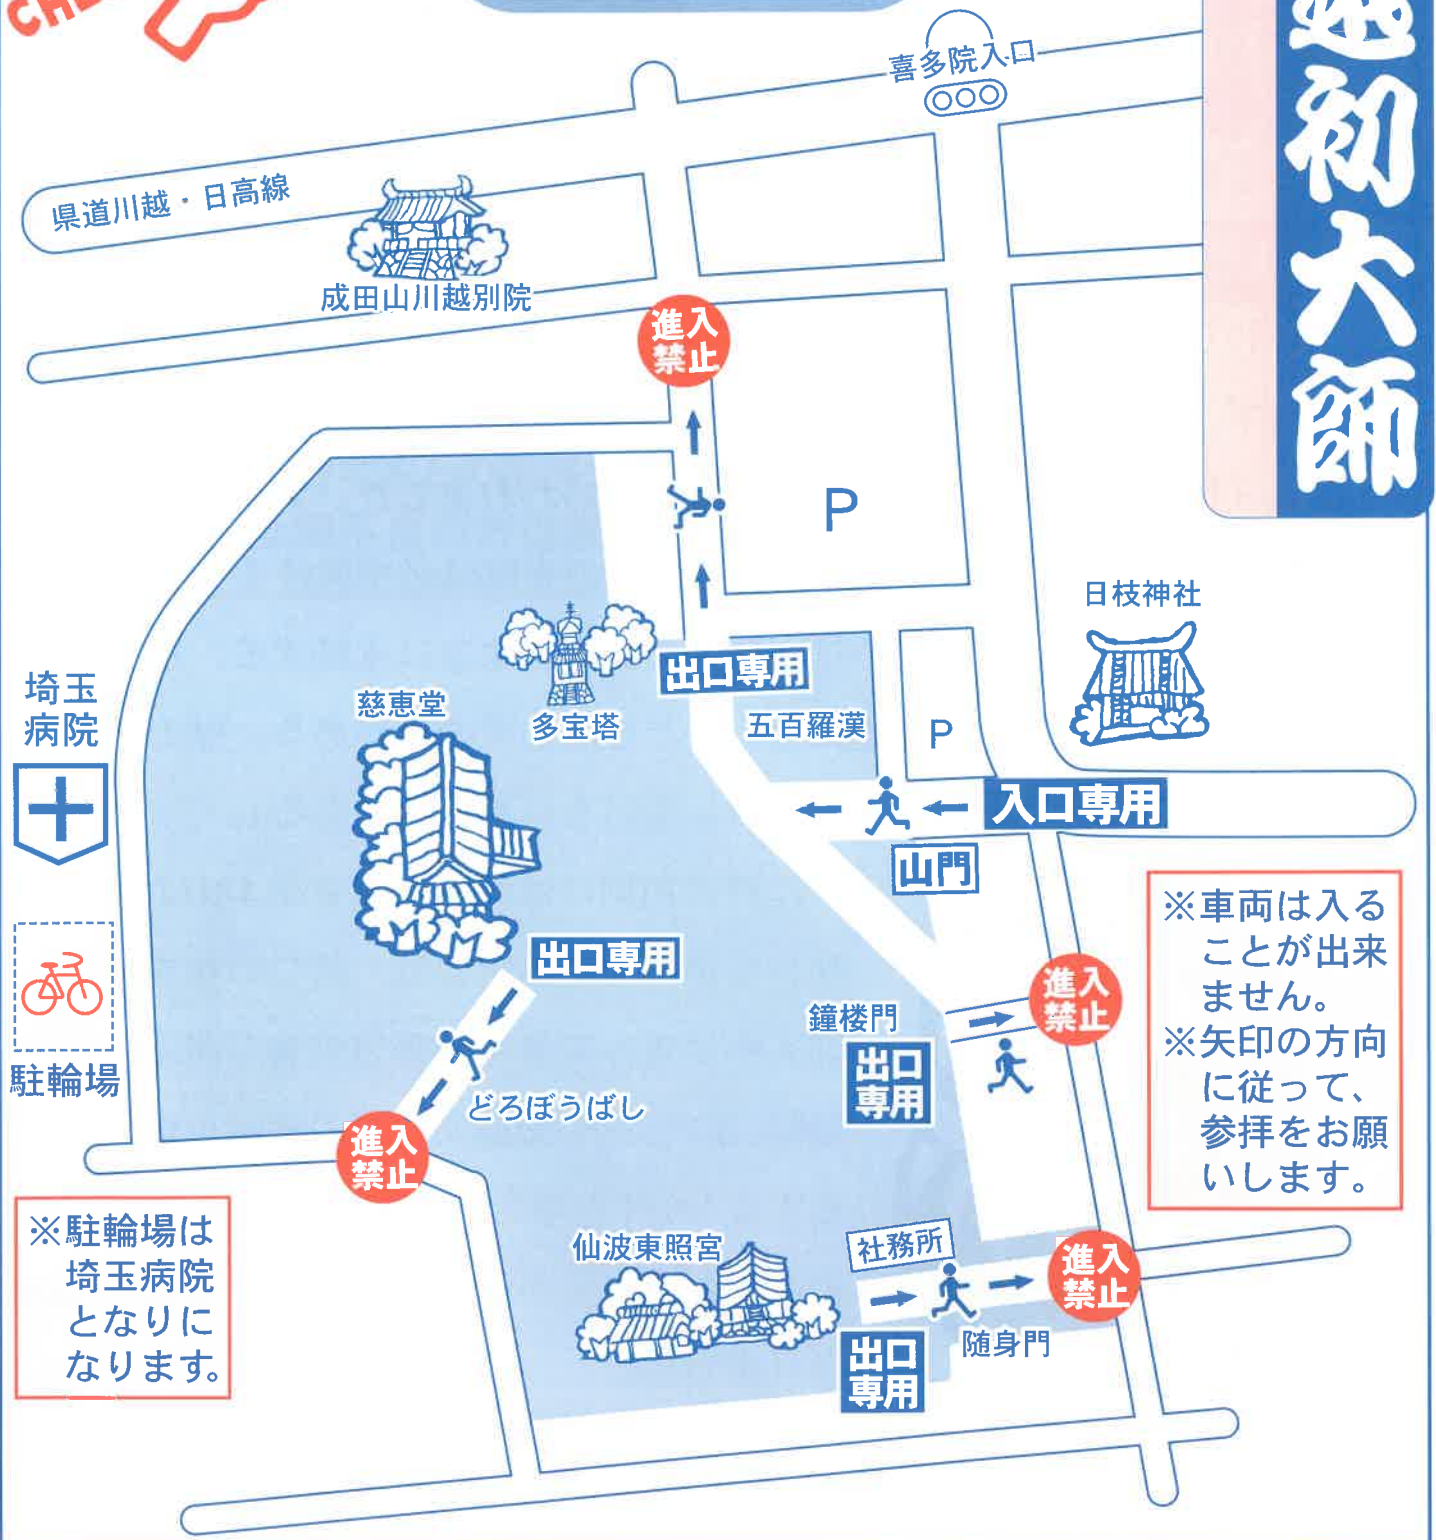 初大師
喜多院入口
県道川越・日高線
成田山川越別院
進入
禁止
P
日枝神社
出口専用
埼玉
病院
慈恵堂
多宝塔
五百羅漢
P
入口専用
山門
出口専用
※車両は入る
ことが出来
ません。
※矢印の方向
に従って、
参拝をお願
いします。
進入
禁止
鐘楼門
出口
専用
駐輪場
どろぼうばし
進入
禁止
※駐輪場は
埼玉病院
となりに
なります。
仙波東照宮
社務所
進入
禁止
随身門
出口
専用